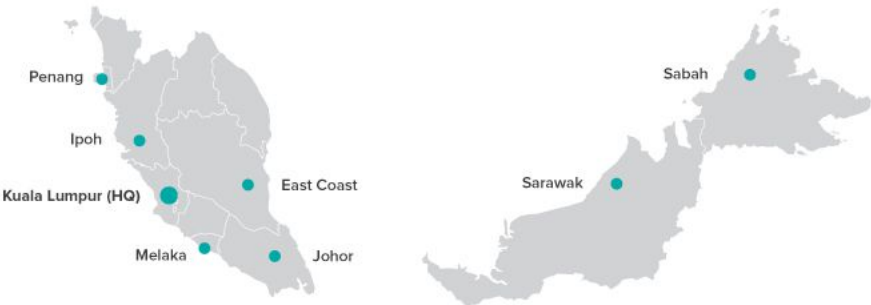 Penang
Sabah
Ipoh
East Coast
Sarawak
Kuala Lumpur (HQ)
Melaka
Johor